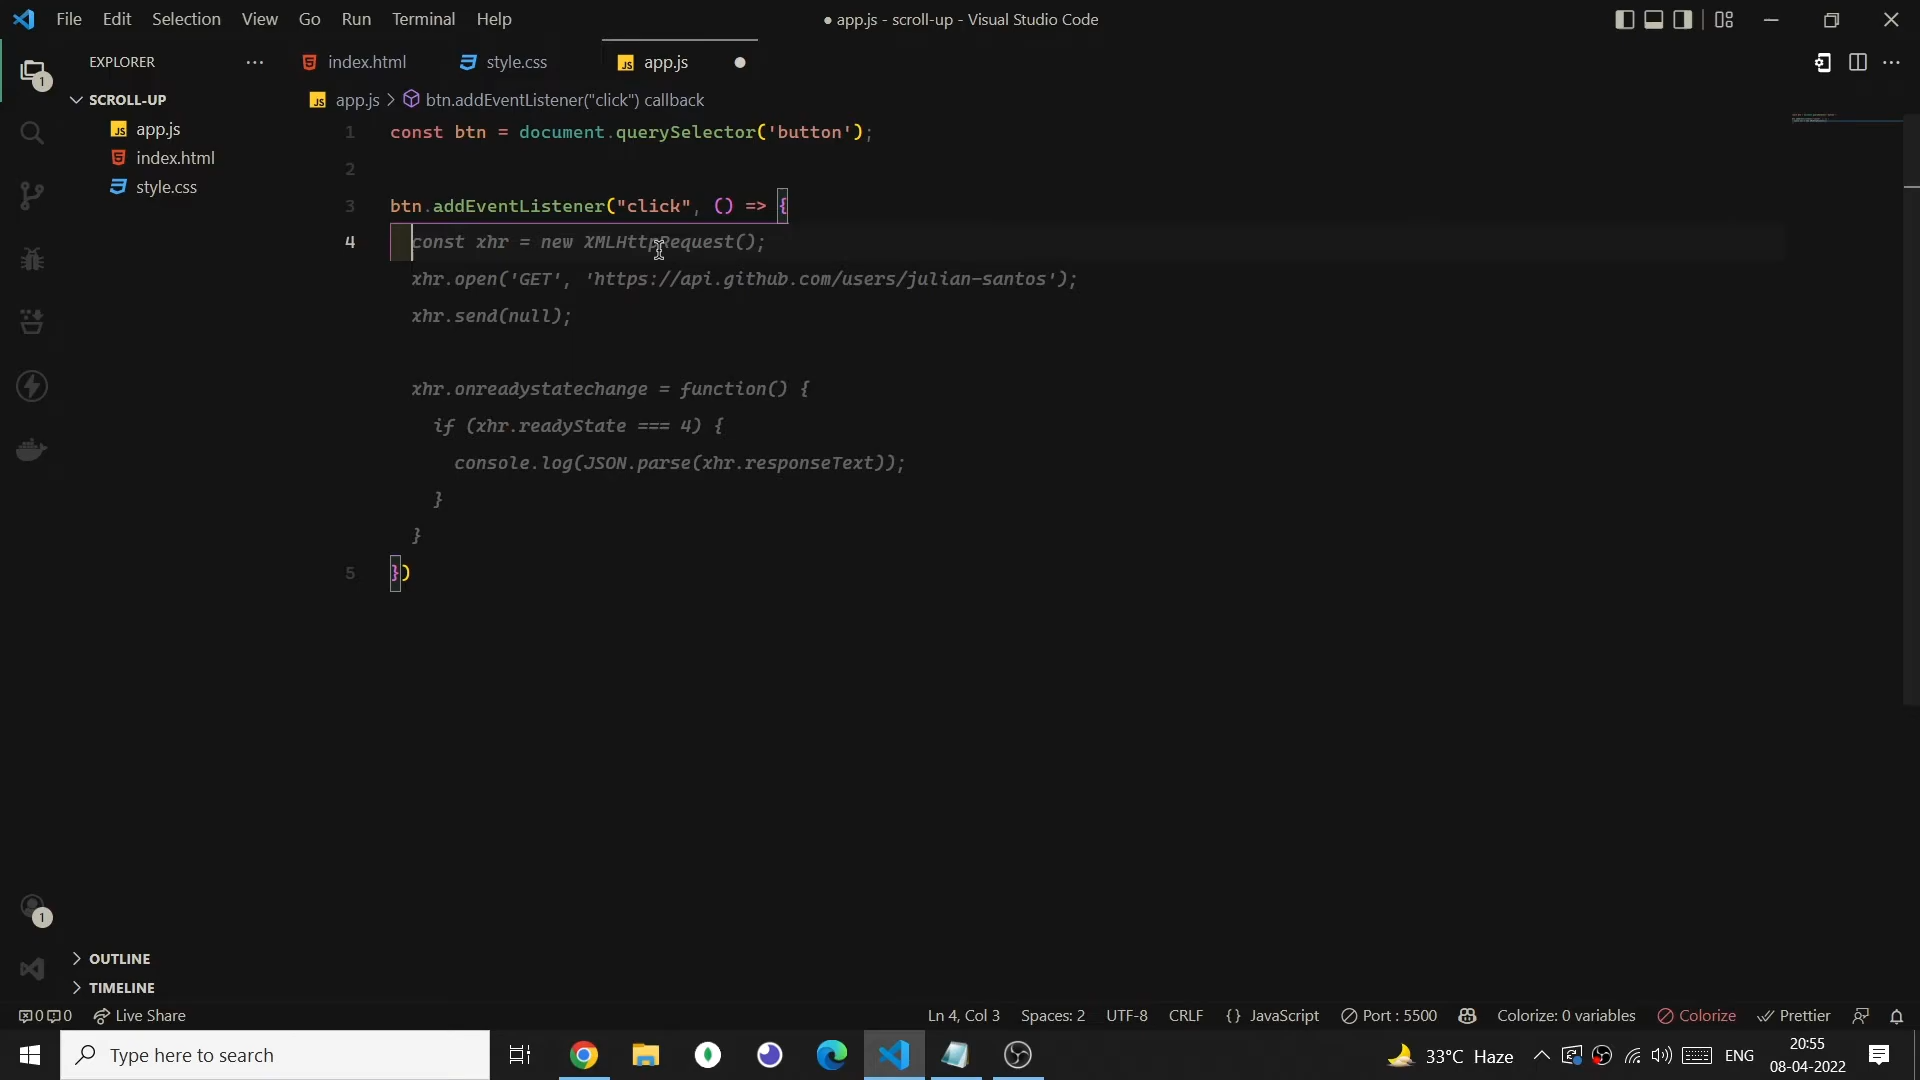 File Edit Selection View Go Run Terminal Help
● app.js - scroll-up - Visual Studio Code
EXPLORER
index.html
style.css
JS app.js
1
SCROLL-UP
JS app.js > btn.addEventListener("click") callback
JS app.js
index.html
style.css
1 const btn = document.querySelector('button');
2
3 btn.addEventListener("click", () => {
4 const xhr = new XMLHttpRequest();
xhr.open('GET', 'https://api.github.com/users/julian-santos');
xhr.send(null);
xhr.onreadystatechange = function() {
if (xhr.readyState === 4) {
console.log(JSON.parse(xhr.responseText));
}
}
5 })
1
OUTLINE
TIMELINE
0 0 Live Share
Ln 4, Col 3 Spaces: 2 UTF-8 CRLF {} JavaScript Port : 5500 Colorize: 0 variables Colorize Prettier
Type here to search
33°C Haze
ENG
20:55
08-04-2022